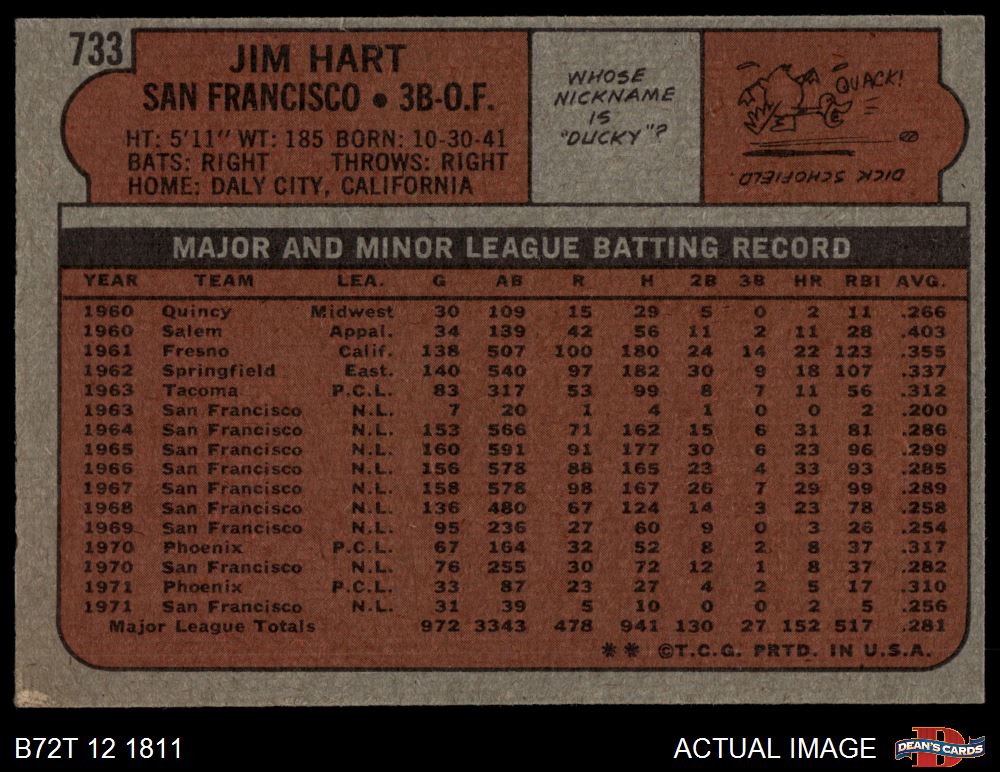 733
JIM HART
SAN FRANCISCO • 3B-O.F.
HT: 5'11" WT: 185 BORN: 10-30-41
BATS: RIGHT THROWS: RIGHT
HOME: DALY CITY, CALIFORNIA
WHOSE
NICKNAME
IS
"DUCKY"?
QUACK!
DICK SCHOFIELD
MAJOR AND MINOR LEAGUE BATTING RECORD
YEAR TEAM LEA. G AB R H 2B 3B HR RBI AVG.
1960 Quincy Midwest 30 109 15 29 5 0 2 11 .266
1960 Salem Appal. 34 139 42 56 11 2 11 28 .403
1961 Fresno Calif. 138 507 100 180 24 14 22 123 .355
1962 Springfield East. 140 540 97 182 30 9 18 107 .337
1963 Tacoma P.C.L. 83 317 53 99 8 7 11 56 .312
1963 San Francisco N.L. 7 20 1 4 1 0 0 2 .200
1964 San Francisco N.L. 153 566 71 162 15 6 31 81 .286
1965 San Francisco N.L. 160 591 91 177 30 6 23 96 .299
1966 San Francisco N.L. 156 578 88 165 23 4 33 93 .285
1967 San Francisco N.L. 158 578 98 167 26 7 29 99 .289
1968 San Francisco N.L. 136 480 67 124 14 3 23 78 .258
1969 San Francisco N.L. 95 236 27 60 9 0 3 26 .254
1970 Phoenix P.C.L. 67 164 32 52 8 2 8 37 .317
1970 San Francisco N.L. 76 255 30 72 12 1 8 37 .282
1971 Phoenix P.C.L. 33 87 23 27 4 2 5 17 .310
1971 San Francisco N.L. 31 39 5 10 0 0 2 5 .256
Major League Totals 972 3343 478 941 130 27 152 517 .281
** ©T.C.G. PRTD. IN U.S.A.
B72T 12 1811
ACTUAL IMAGE
DEAN'S CARDS